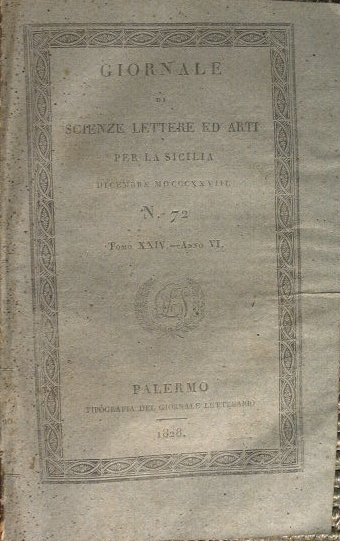 GIORNALE
DI
SCIENZE LETTERE ED ARTI
PER LA SICILIA
DICEMBRE MDCCCXXVIII.
N. 72
TOMO XXIV.—ANNO VI.
PALERMO
TIPOGRAFIA DEL GIORNALE LETTERARIO
1828.